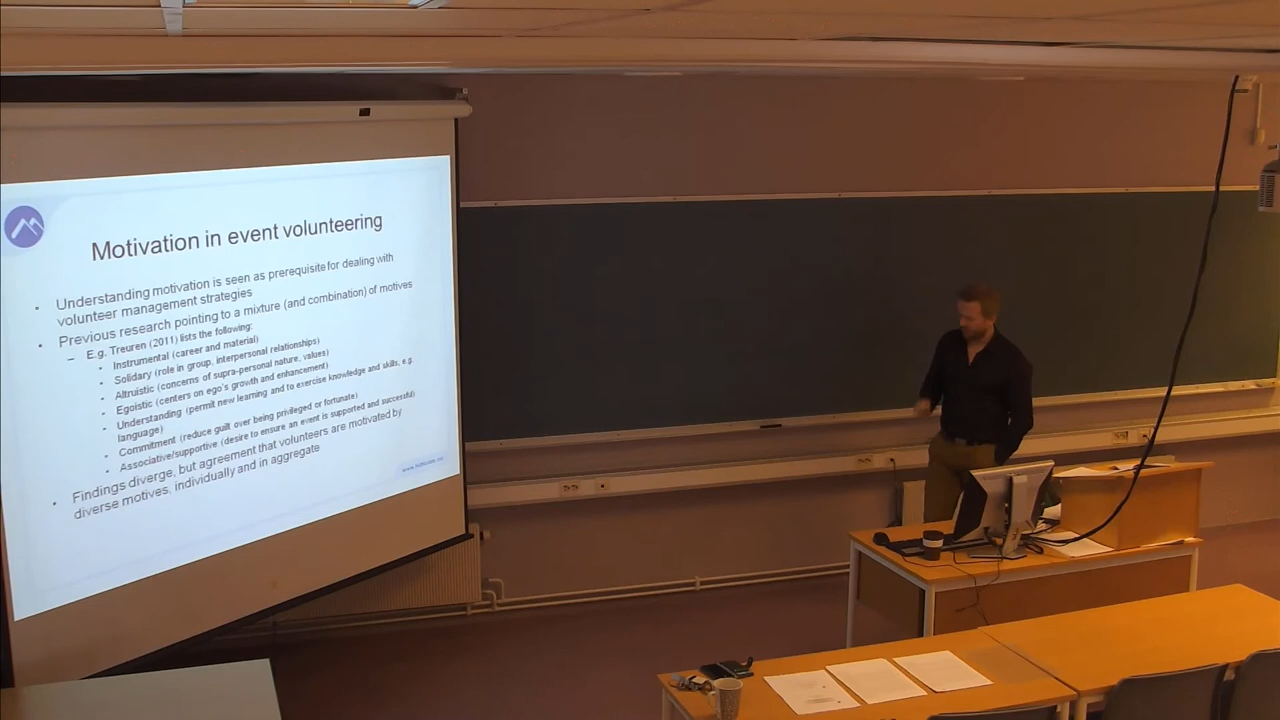 Motivation in event volunteering
• Understanding motivation is seen as prerequisite for dealing with
volunteer management strategies
• Previous research pointing to a mixture (and combination) of motives
– E.g. Treuren (2011) lists the following:
• Instrumental (career and material)
• Solidary (role in group, interpersonal relationships)
• Altruistic (concerns of supra-personal nature, values)
• Egoistic (centers on ego's growth and enhancement)
• Understanding (permit new learning and to exercise knowledge and skills, e.g.
language)
• Commitment (reduce guilt over being privileged or fortunate)
• Associative/supportive (desire to ensure an event is supported and successful)
• Findings diverge, but agreement that volunteers are motivated by
diverse motives, individually and in aggregate